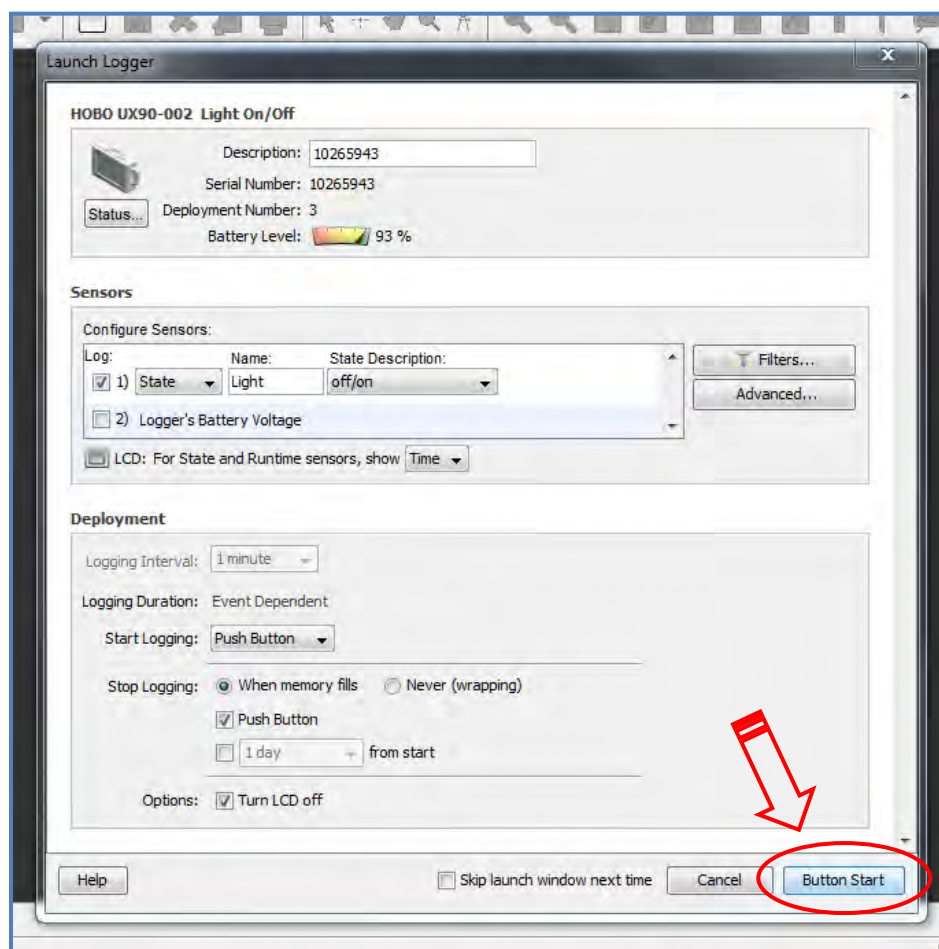 Launch Logger
x
HOBO UX90-002 Light On/Off
Description: 10265943
Serial Number: 10265943
Status... Deployment Number: 3
Battery Level: 93 %
Sensors
Configure Sensors:
Log: Name: State Description:
1) State Light off/on
2) Logger's Battery Voltage
Filters...
Advanced...
LCD: For State and Runtime sensors, show Time
Deployment
Logging Interval: 1 minute
Logging Duration: Event Dependent
Start Logging: Push Button
Stop Logging: When memory fills Never (wrapping)
Push Button
1 day from start
Options: Turn LCD off
Help Skip launch window next time Cancel Button Start